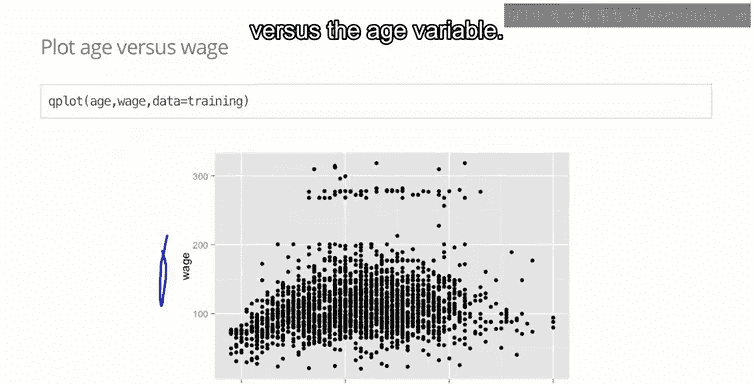 versus the age variable.
Plot age versus wage
qplot(age,wage,data=training)
300
200
wage
100